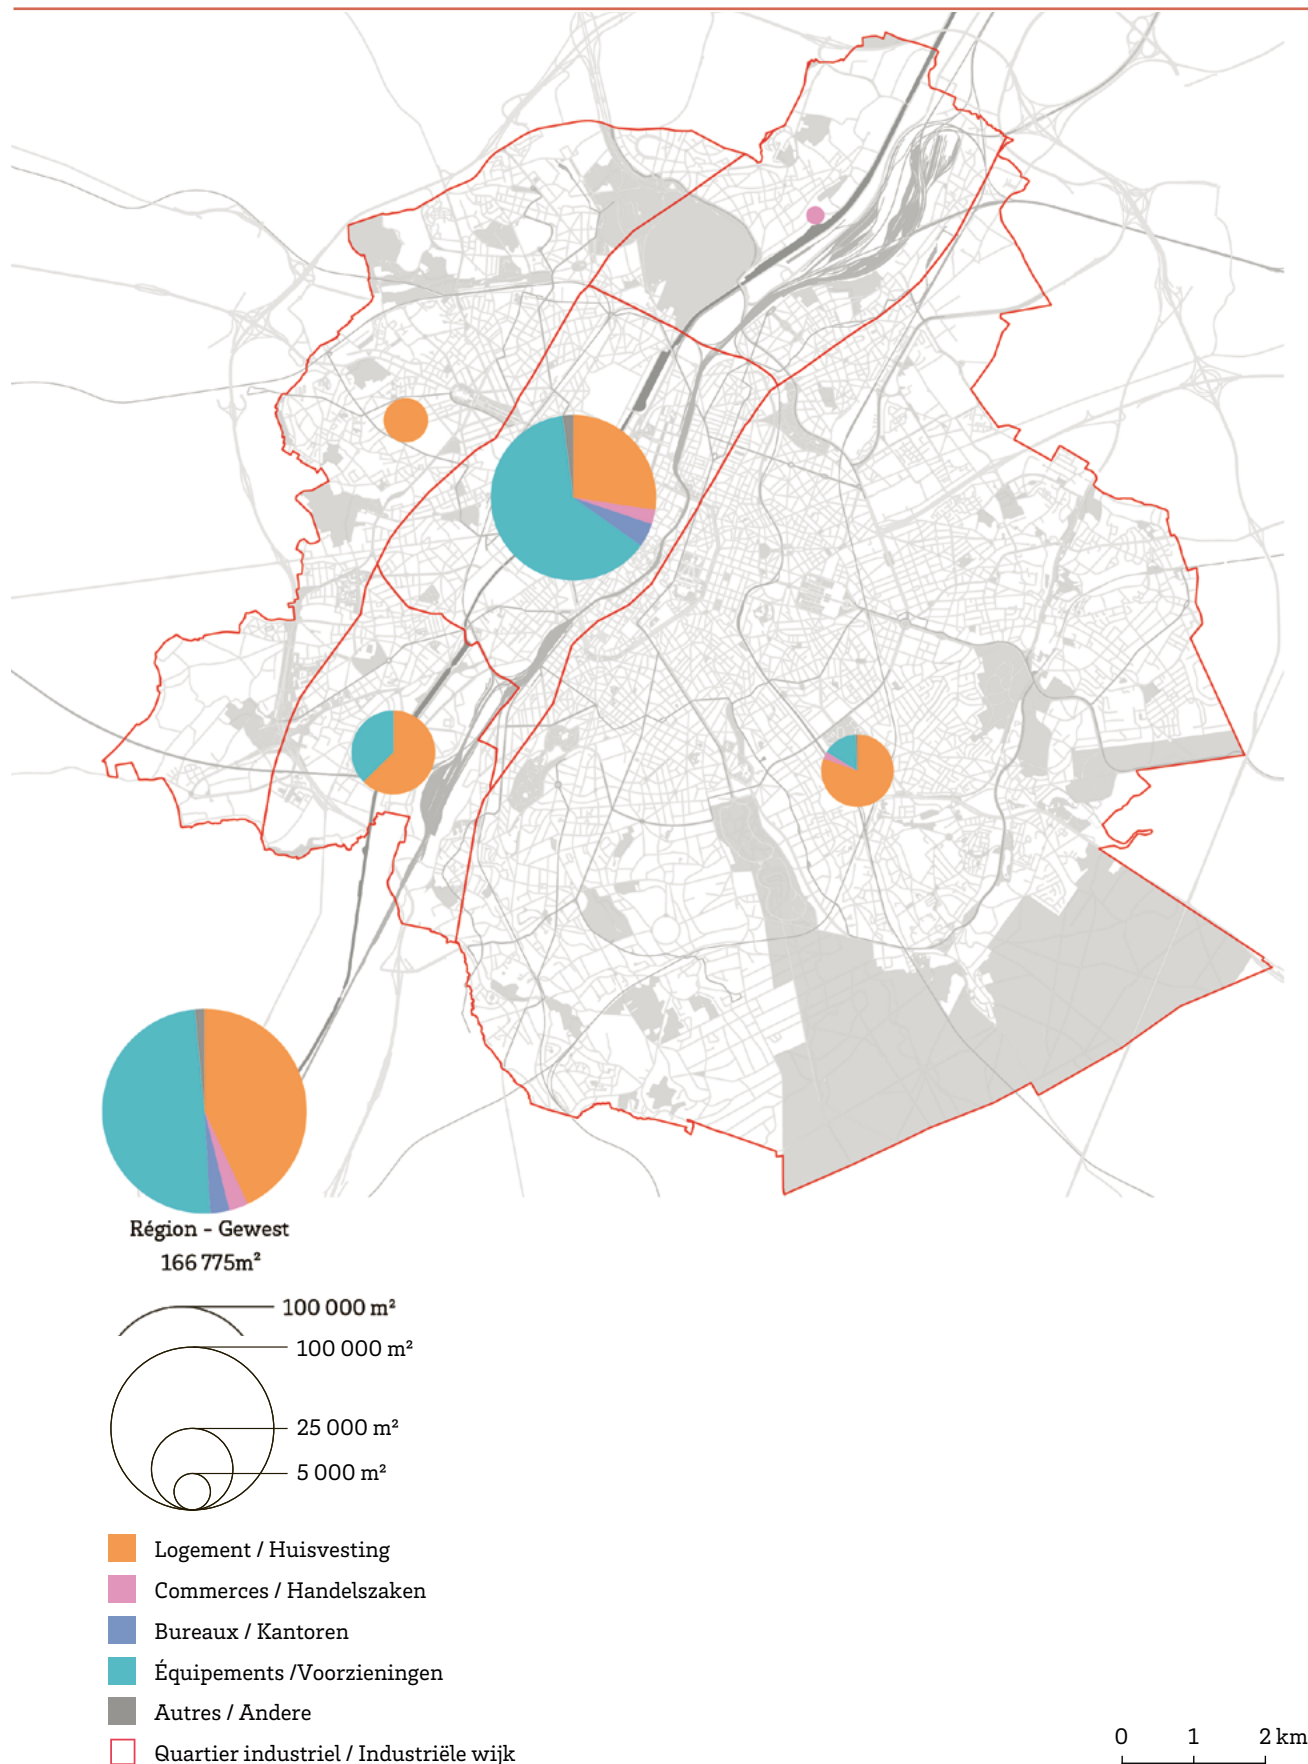 Région - Gewest
166 775m²
100 000 m²
100 000 m²
25 000 m²
5 000 m²
Logement / Huisvesting
Commerces / Handelszaken
Bureaux / Kantoren
Équipements /Voorzieningen
Autres / Andere
Quartier industriel / Industriële wijk
0 1 2 km